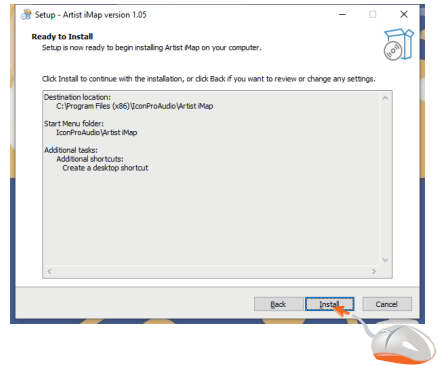 Setup - Artist iMap version 1.05
Ready to Install
Setup is now ready to begin installing Artist iMap on your computer.
Click Install to continue with the installation, or click Back if you want to review or change any settings.
Destination location:
C:\Program Files (x86)\IconProAudio\Artist iMap
Start Menu folder:
IconProAudio\Artist iMap
Additional tasks:
Additional shortcuts:
Create a desktop shortcut
Back Install Cancel